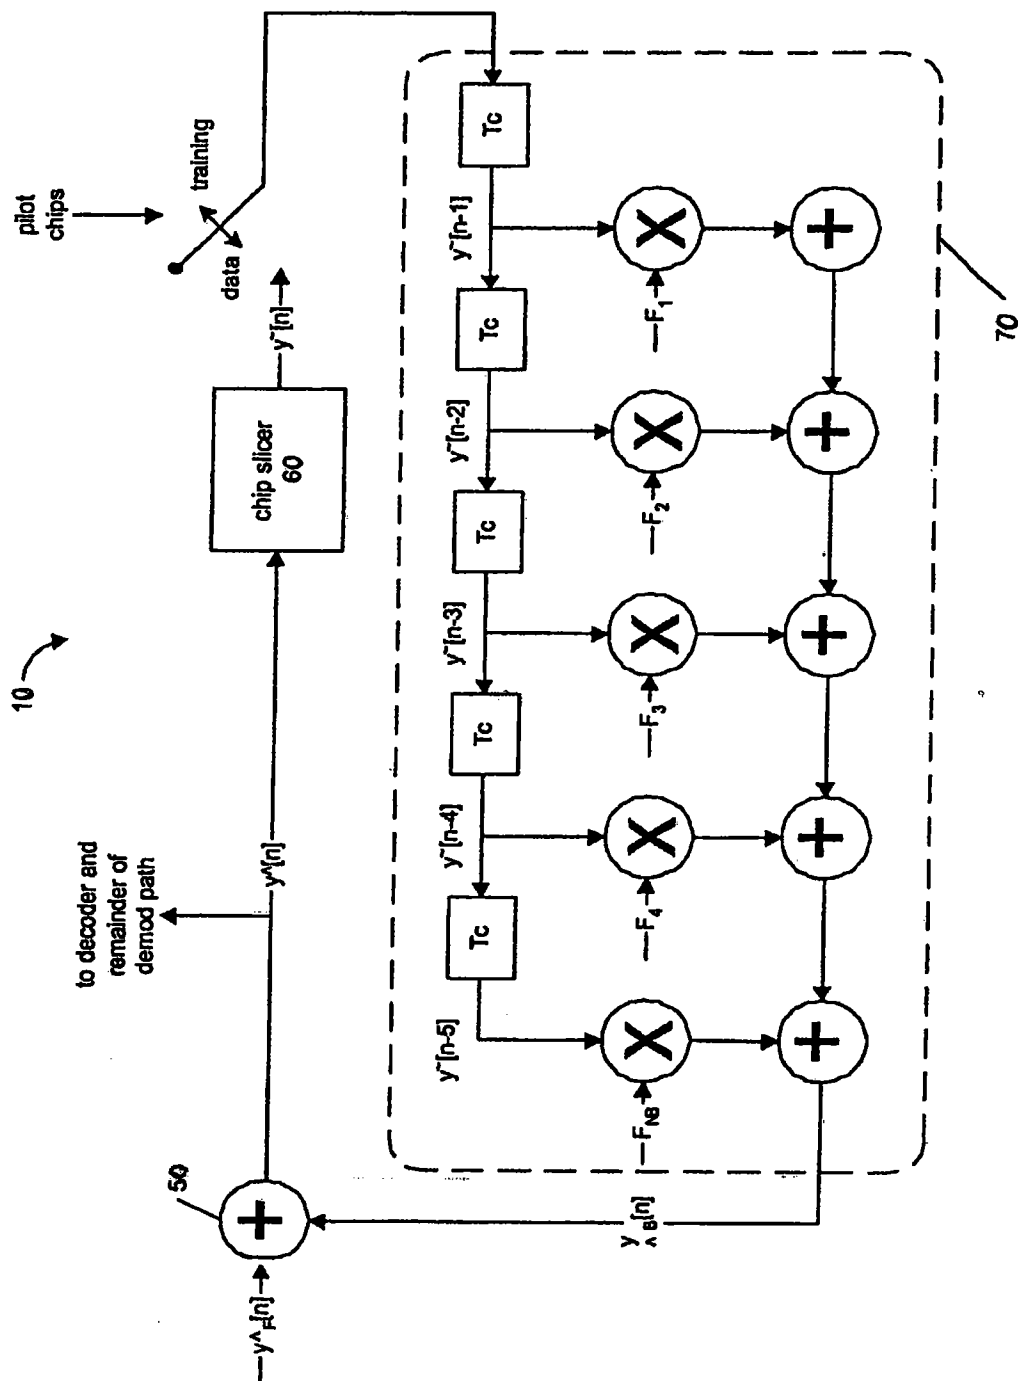 10
to decoder and
remainder of
demod path
pilot
chips
training
data
50
y^F[n]
y^[n]
chip slicer
60
y~[n]
y^B[n]
y~[n-5]
Tc
y~[n-4]
Tc
y~[n-3]
Tc
y~[n-2]
Tc
y~[n-1]
Tc
FNB
F4
F3
F2
F1
70